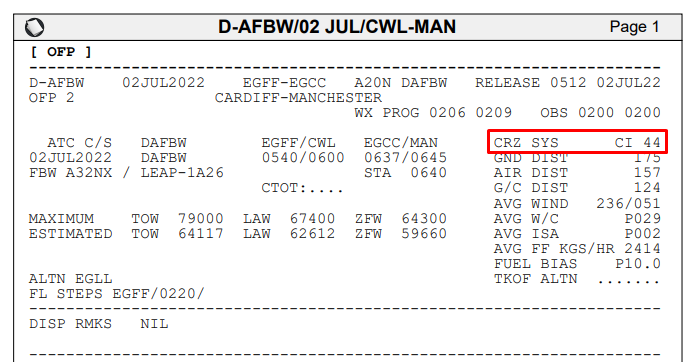 D-AFBW/02 JUL/CWL-MAN Page 1
[ OFP ]
--------------------------------------------------------------------
D-AFBW 02JUL2022 EGFF-EGCC A20N DAFBW RELEASE 0512 02JUL22
OFP 2 CARDIFF-MANCHESTER
WX PROG 0206 0209 OBS 0200 0200
ATC C/S DAFBW EGFF/CWL EGCC/MAN CRZ SYS CI 44
02JUL2022 DAFBW 0540/0600 0637/0645 GND DIST 175
FBW A32NX / LEAP-1A26 STA 0640 AIR DIST 157
CTOT:.... G/C DIST 124
AVG WIND 236/051
MAXIMUM TOW 79000 LAW 67400 ZFW 64300 AVG W/C P029
ESTIMATED TOW 64117 LAW 62612 ZFW 59660 AVG ISA P002
AVG FF KGS/HR 2414
FUEL BIAS P10.0
ALTN EGLL TKOF ALTN .......
FL STEPS EGFF/0220/
--------------------------------------------------------------------
DISP RMKS NIL
--------------------------------------------------------------------